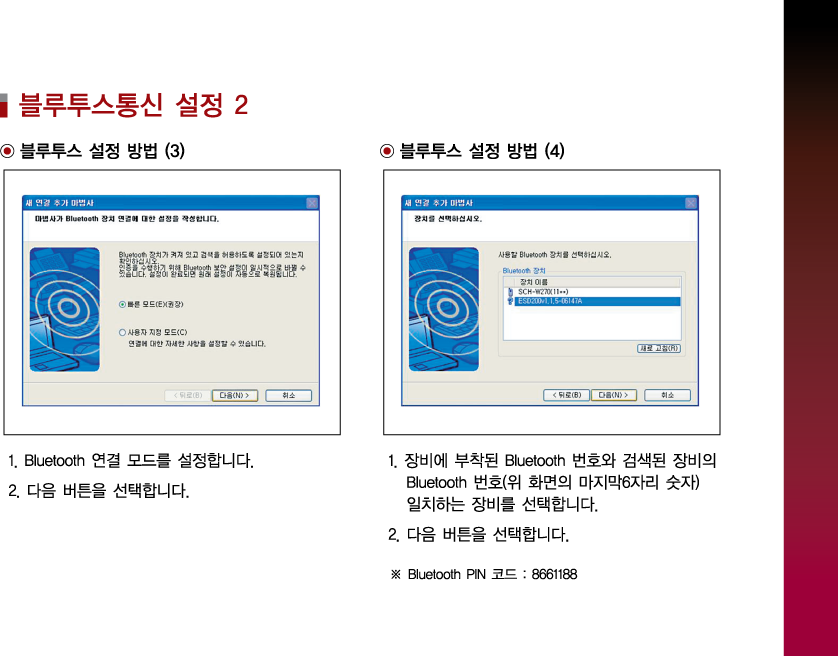 블루투스통신 설정 2
블루투스 설정 방법 (3)
새 연결 추가 마법사
마법사가 Bluetooth 장치 연결에 대한 설정을 작성합니다.
Bluetooth 장치가 켜져 있고 검색을 허용하도록 설정되어 있는지
확인하십시오.
인증을 수행하기 위해 Bluetooth 보안 설정이 일시적으로 바뀔 수
있습니다. 설정이 완료되면 원래 설정이 자동으로 복원됩니다.
빠른 모드(E)(권장)
사용자 지정 모드(C)
연결에 대한 자세한 사항을 설정할 수 있습니다.
< 뒤로(B) 다음(N) > 취소
1. Bluetooth 연결 모드를 설정합니다.
2. 다음 버튼을 선택합니다.
블루투스 설정 방법 (4)
새 연결 추가 마법사
장치를 선택하십시오.
사용할 Bluetooth 장치를 선택하십시오.
Bluetooth 장치
장치 이름
SCH-W270(11**)
ESD200v1.1.5-06147A
새로 고침(R)
< 뒤로(B) 다음(N) > 취소
1. 장비에 부착된 Bluetooth 번호와 검색된 장비의
Bluetooth 번호(위 화면의 마지막6자리 숫자)
일치하는 장비를 선택합니다.
2. 다음 버튼을 선택합니다.
※ Bluetooth PIN 코드 : 8661188